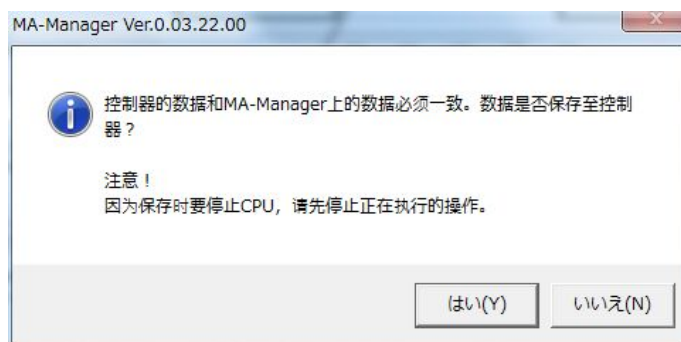 MA-Manager Ver.0.03.22.00
控制器的数据和MA-Manager上的数据必须一致。数据是否保存至控制
器？
注意！
因为保存时要停止CPU，请先停止正在执行的操作。
はい(Y)
いいえ(N)